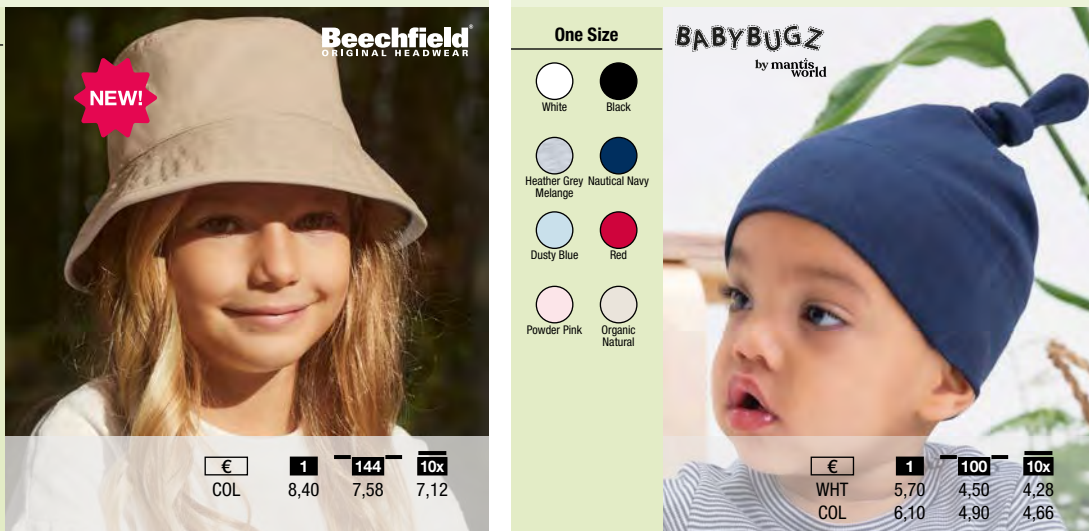 Beechfield®
ORIGINAL HEADWEAR
NEW!
€ 1 144 10x
COL 8,40 7,58 7,12
One Size
White Black
Heather Grey Melange Nautical Navy
Dusty Blue Red
Powder Pink Organic Natural
BABYBUGZ
by mantis
world
€ 1 100 10x
WHT 5,70 4,50 4,28
COL 6,10 4,90 4,66